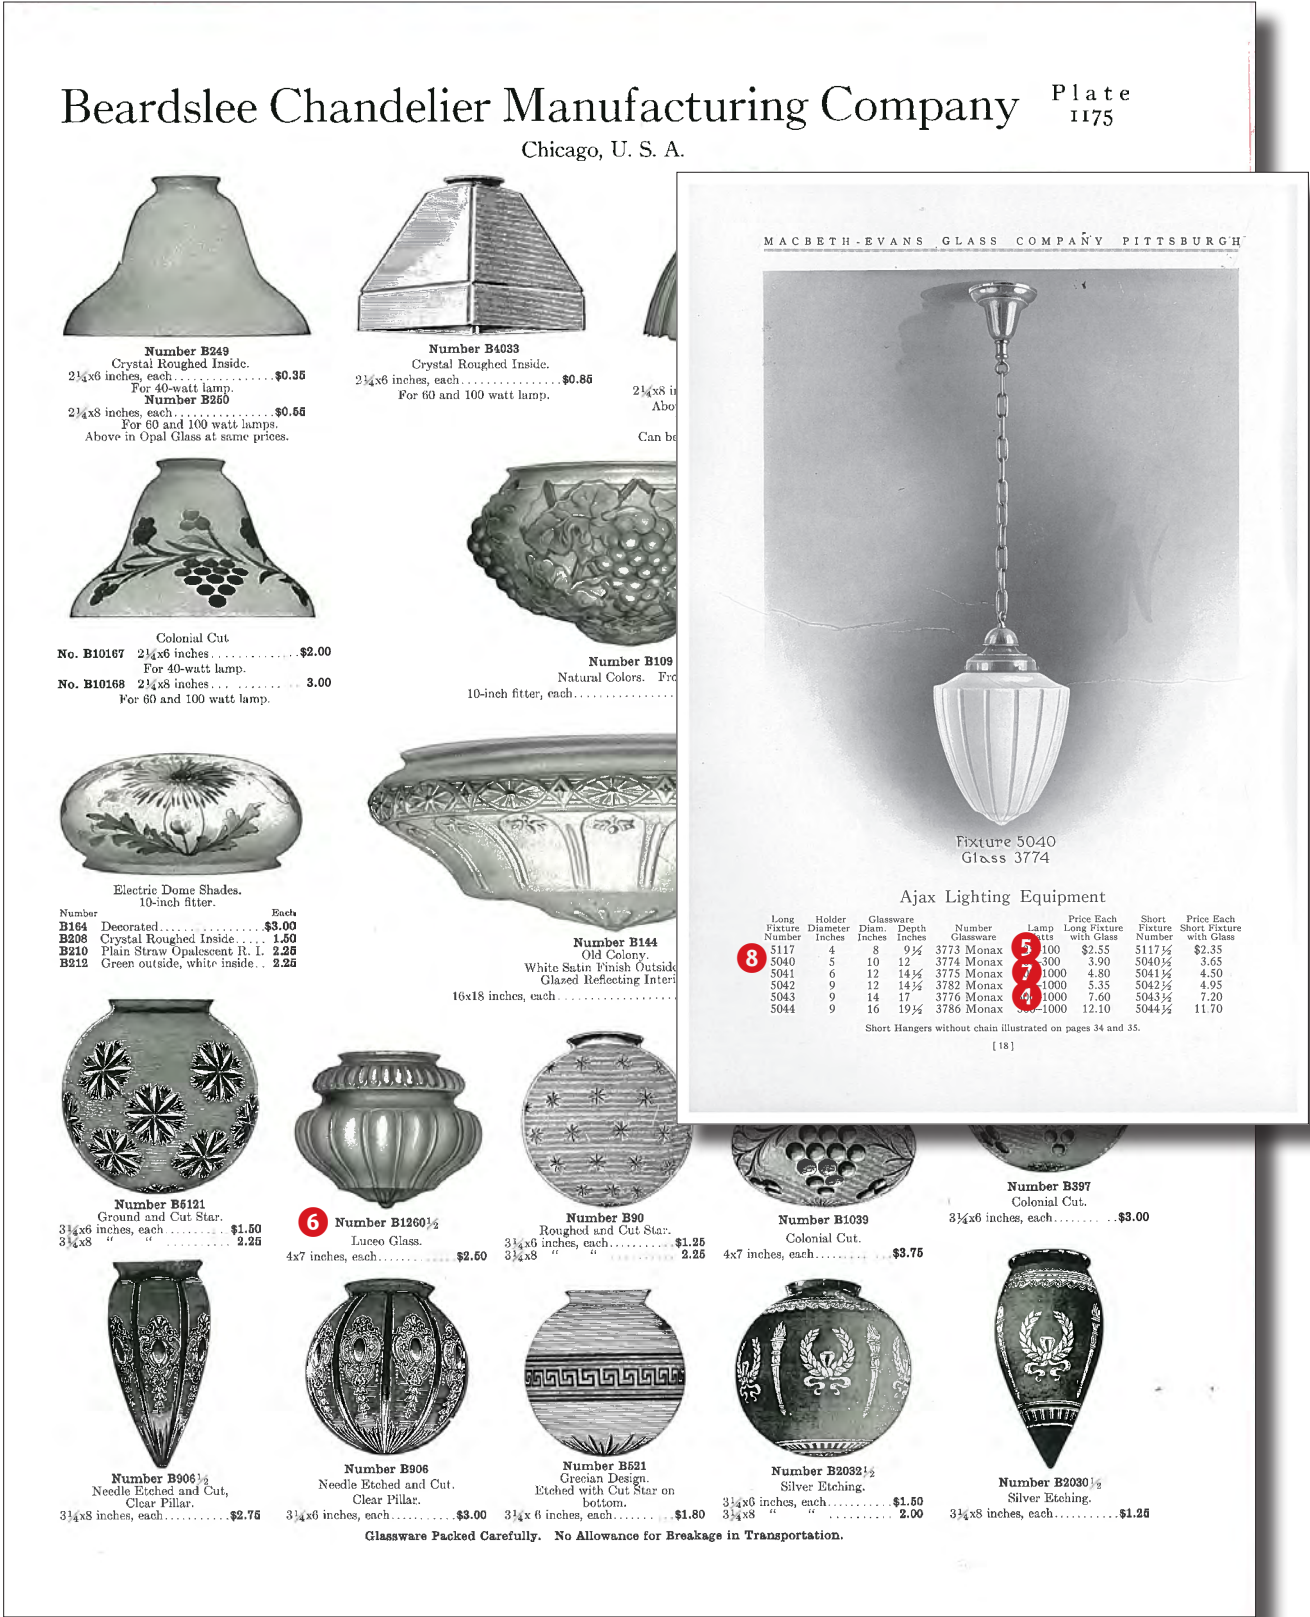 Beardslee Chandelier Manufacturing Company
Plate
1175
Chicago, U. S. A.
Number B249
Crystal Roughed Inside.
2¼x6 inches, each................$0.35
For 40-watt lamp.
Number B250
2¼x8 inches, each................$0.55
For 60 and 100 watt lamps.
Above in Opal Glass at same prices.
Number B4033
Crystal Roughed Inside.
2¼x6 inches, each................$0.85
For 60 and 100 watt lamp.
2¼x8
Can be
Colonial Cut
No. B10167 2¼x6 inches..............$2.00
For 40-watt lamp.
No. B10168 2¼x8 inches... ........ .. 3.00
For 60 and 100 watt lamp.
Number B109
Natural Colors.
10-inch fitter, each................
Electric Dome Shades.
10-inch fitter.
Number Each
B164 Decorated.................$3.00
B208 Crystal Roughed Inside..... 1.50
B210 Plain Straw Opalescent R. I. 2.25
B212 Green outside, white inside.. 2.25
Number B144
Old Colony.
White Satin Finish
Glazed Reflecting
16x18 inches, each..................
MACBETH-EVANS GLASS COMPANY PITTSBURGH
Fixture 5040
Glass 3774
Ajax Lighting Equipment
Long Fixture Number Holder Diameter Inches Glassware Diam. Inches Depth Inches Number Glassware Lamp Price Each Long Fixture with Glass Short Fixture Number Price Each Short Fixture with Glass
5117 4 8 9½ 3773 Monax 5 -100 $2.55 5117½ $2.35
8 5040 5 10 12 3774 Monax -300 3.90 5040½ 3.65
5041 6 12 14½ 3775 Monax 7 -1000 4.80 5041½ 4.50
5042 9 12 14½ 3782 Monax -1000 5.35 5042½ 4.95
5043 9 14 17 3776 Monax 4 -1000 7.60 5043½ 7.20
5044 9 16 19½ 3786 Monax -1000 12.10 5044½ 11.70
Short Hangers without chain illustrated on pages 34 and 35.
[18]
Number B5121
Ground and Cut Star.
3¼x6 inches, each...........$1.50
3¼x8 “ “ .......... 2.25
6 Number B1260½
Luceo Glass.
4x7 inches, each............$2.50
Number B90
Roughed and Cut Star.
3¼x6 inches, each..........$1.25
3¼x8 “ “ .......... 2.25
Number B1039
Colonial Cut.
4x7 inches, each............$3.75
Number B397
Colonial Cut.
3¼x6 inches, each..........$3.00
Number B906½
Needle Etched and Cut,
Clear Pillar.
3¼x8 inches, each...........$2.75
Number B906
Needle Etched and Cut.
Clear Pillar.
3¼x6 inches, each..........$3.00
Number B521
Grecian Design.
Etched with Cut Star on
bottom.
3¼x 6 inches, each..........$1.80
Number B2032½
Silver Etching.
3¼x6 inches, each..........$1.50
3¼x8 “ “ .......... 2.00
Number B2030½
Silver Etching.
3¼x8 inches, each..........$1.25
Glassware Packed Carefully. No Allowance for Breakage in Transportation.